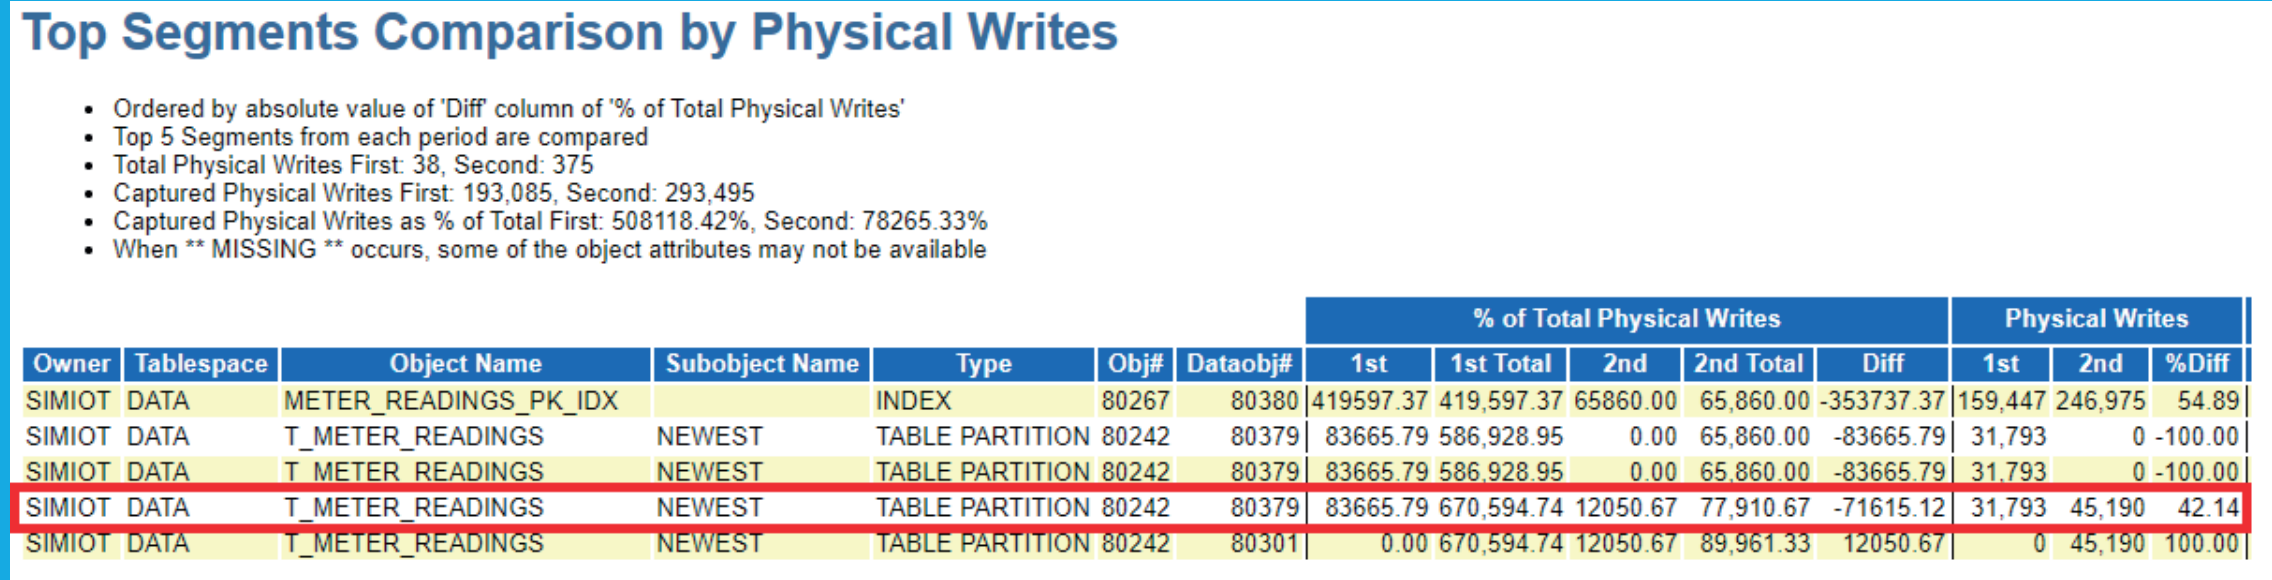 Top Segments Comparison by Physical Writes
• Ordered by absolute value of 'Diff' column of '% of Total Physical Writes'
• Top 5 Segments from each period are compared
• Total Physical Writes First: 38, Second: 375
• Captured Physical Writes First: 193,085, Second: 293,495
• Captured Physical Writes as % of Total First: 508118.42%, Second: 78265.33%
• When ** MISSING ** occurs, some of the object attributes may not be available
% of Total Physical Writes Physical Writes
Owner Tablespace Object Name Subobject Name Type Obj# Dataobj# 1st 1st Total 2nd 2nd Total Diff 1st 2nd %Diff
SIMIOT DATA METER_READINGS_PK_IDX INDEX 80267 80380 419597.37 419,597.37 65860.00 65,860.00 -353737.37 159,447 246,975 54.89
SIMIOT DATA T_METER_READINGS NEWEST TABLE PARTITION 80242 80379 83665.79 586,928.95 0.00 65,860.00 -83665.79 31,793 0 -100.00
SIMIOT DATA T_METER_READINGS NEWEST TABLE PARTITION 80242 80379 83665.79 586,928.95 0.00 65,860.00 -83665.79 31,793 0 -100.00
SIMIOT DATA T_METER_READINGS NEWEST TABLE PARTITION 80242 80379 83665.79 670,594.74 12050.67 77,910.67 -71615.12 31,793 45,190 42.14
SIMIOT DATA T_METER_READINGS NEWEST TABLE PARTITION 80242 80301 0.00 670,594.74 12050.67 89,961.33 12050.67 0 45,190 100.00